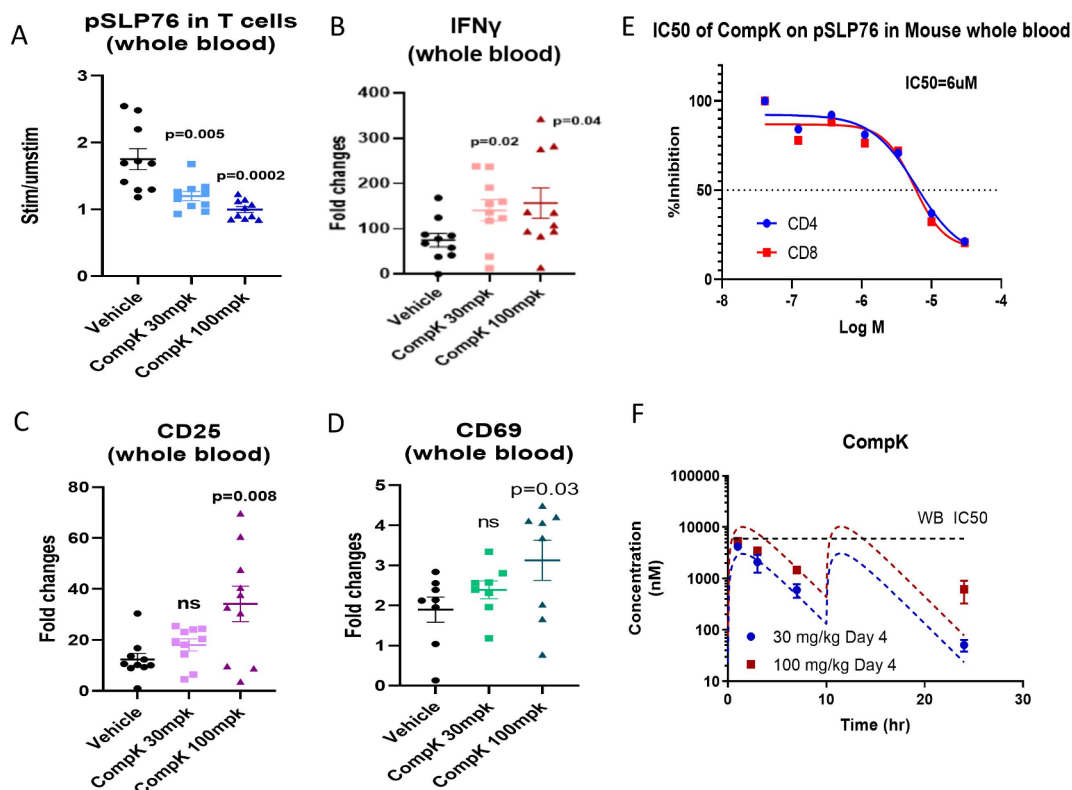 A
pSLP76 in T cells
(whole blood)
Stim/umstim
3
2
1
0
p=0.005
p=0.0002
Vehicle
CompK 30mpk
CompK 100mpk
B
IFNγ
(whole blood)
Fold changes
400
300
200
100
0
p=0.02
p=0.04
Vehicle
CompK 30mpk
CompK 100mpk
E
IC50 of CompK on pSLP76 in Mouse whole blood
IC50=6uM
%Inhibition
100
50
0
CD4
CD8
-8
-7
-6
-5
-4
Log M
C
CD25
(whole blood)
Fold changes
80
60
40
20
0
ns
p=0.008
Vehicle
CompK 30mpk
CompK 100mpk
D
CD69
(whole blood)
Fold changes
5
4
3
2
1
0
ns
p=0.03
Vehicle
CompK 30mpk
CompK 100mpk
F
CompK
Concentration
(nM)
100000
10000
1000
100
10
WB IC50
30 mg/kg Day 4
100 mg/kg Day 4
0
10
20
30
Time (hr)